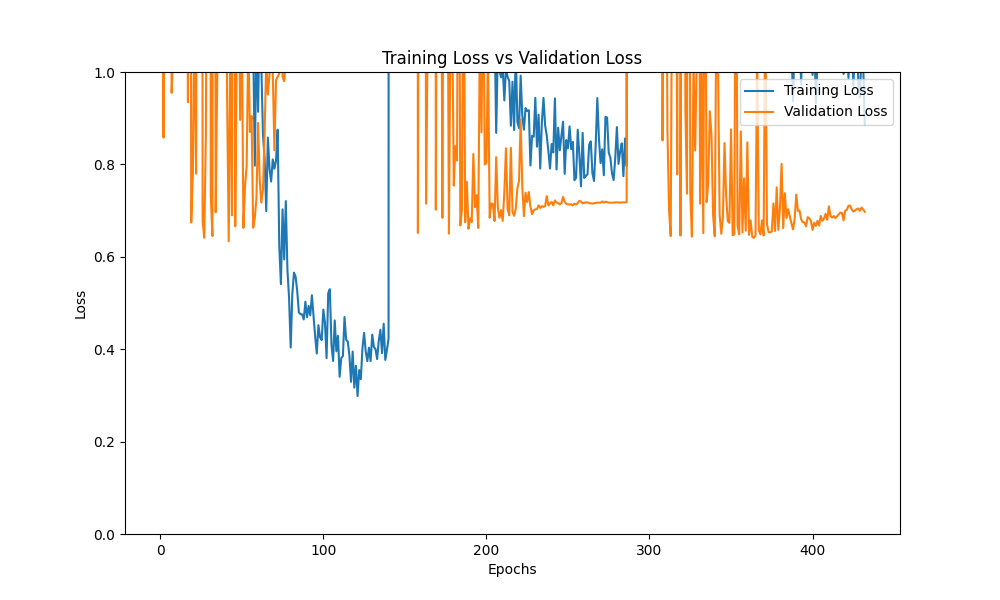 Training Loss vs Validation Loss
1.0
0.8
0.6
0.4
0.2
0.0
Loss
Training Loss
Validation Loss
0 100 200 300 400
Epochs